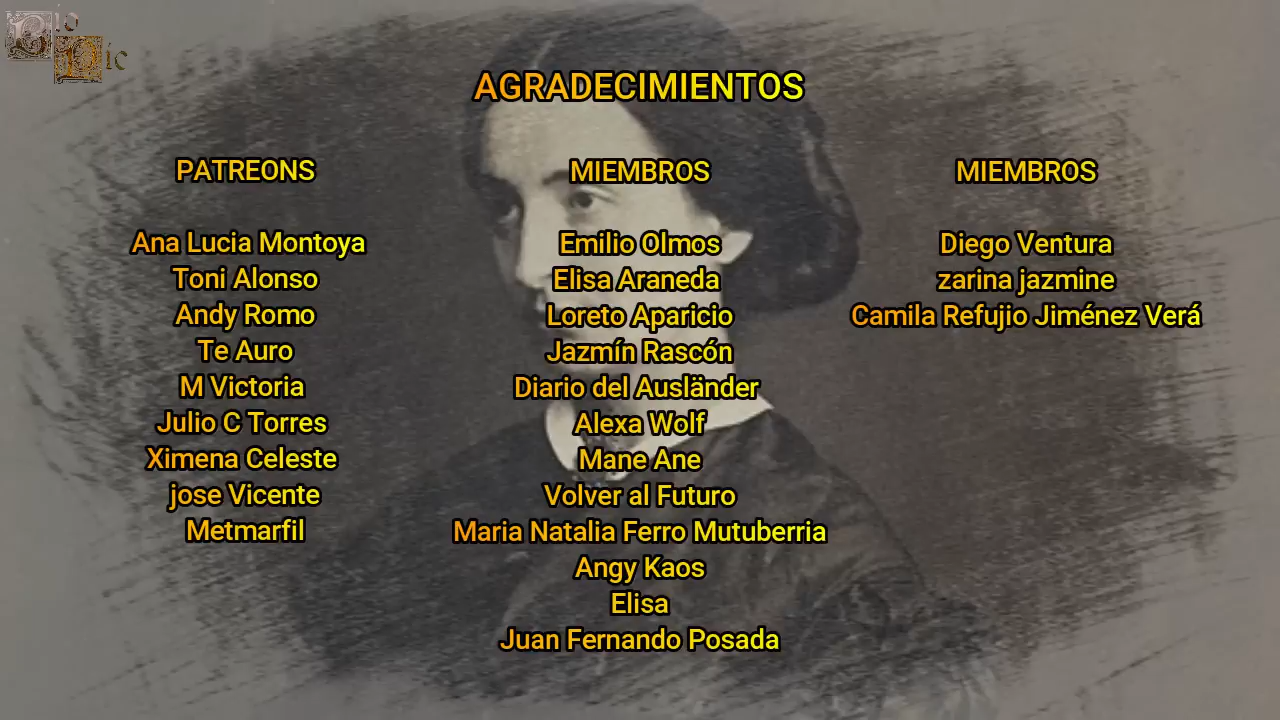 Bio
Dic
AGRADECIMIENTOS
PATREONS
Ana Lucia Montoya
Toni Alonso
Andy Romo
Te Auro
M Victoria
Julio C Torres
Ximena Celeste
jose Vicente
Metmarfil
MIEMBROS
Emilio Olmos
Elisa Araneda
Loreto Aparicio
Jazmín Rascón
Diario del Ausländer
Alexa Wolf
Mane Ane
Volver al Futuro
Maria Natalia Ferro Mutuberria
Angy Kaos
Elisa
Juan Fernando Posada
MIEMBROS
Diego Ventura
zarina jazmine
Camila Refujio Jiménez Verá